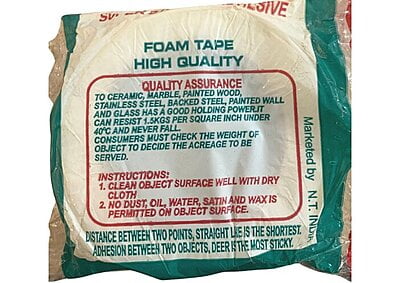 SUPER
FOAM TAPE
HIGH QUALITY
QUALITY ASSURANCE
TO CERAMIC, MARBLE, PAINTED WOOD,
STAINLESS STEEL, BACKED STEEL, PAINTED WALL
AND GLASS HAS A GOOD HOLDING POWER.IT
CAN RESIST 1.5KGS PER SQUARE INCH UNDER
40°C AND NEVER FALL.
CONSUMERS MUST CHECK THE WEIGHT OF
OBJECT TO DECIDE THE ACREAGE TO BE
SERVED.
INSTRUCTIONS:
1. CLEAN OBJECT SURFACE WELL WITH DRY
CLOTH
2. NO DUST, OIL, WATER, SATIN AND WAX IS
PERMITTED ON OBJECT SURFACE.
DISTANCE BETWEEN TWO POINTS, STRAIGHT LIKE IS THE SHORTEST.
ADHESION BETWEEN TWO OBJECTS, DEER IS THE MOST STICKY.
Marketed by N.T.